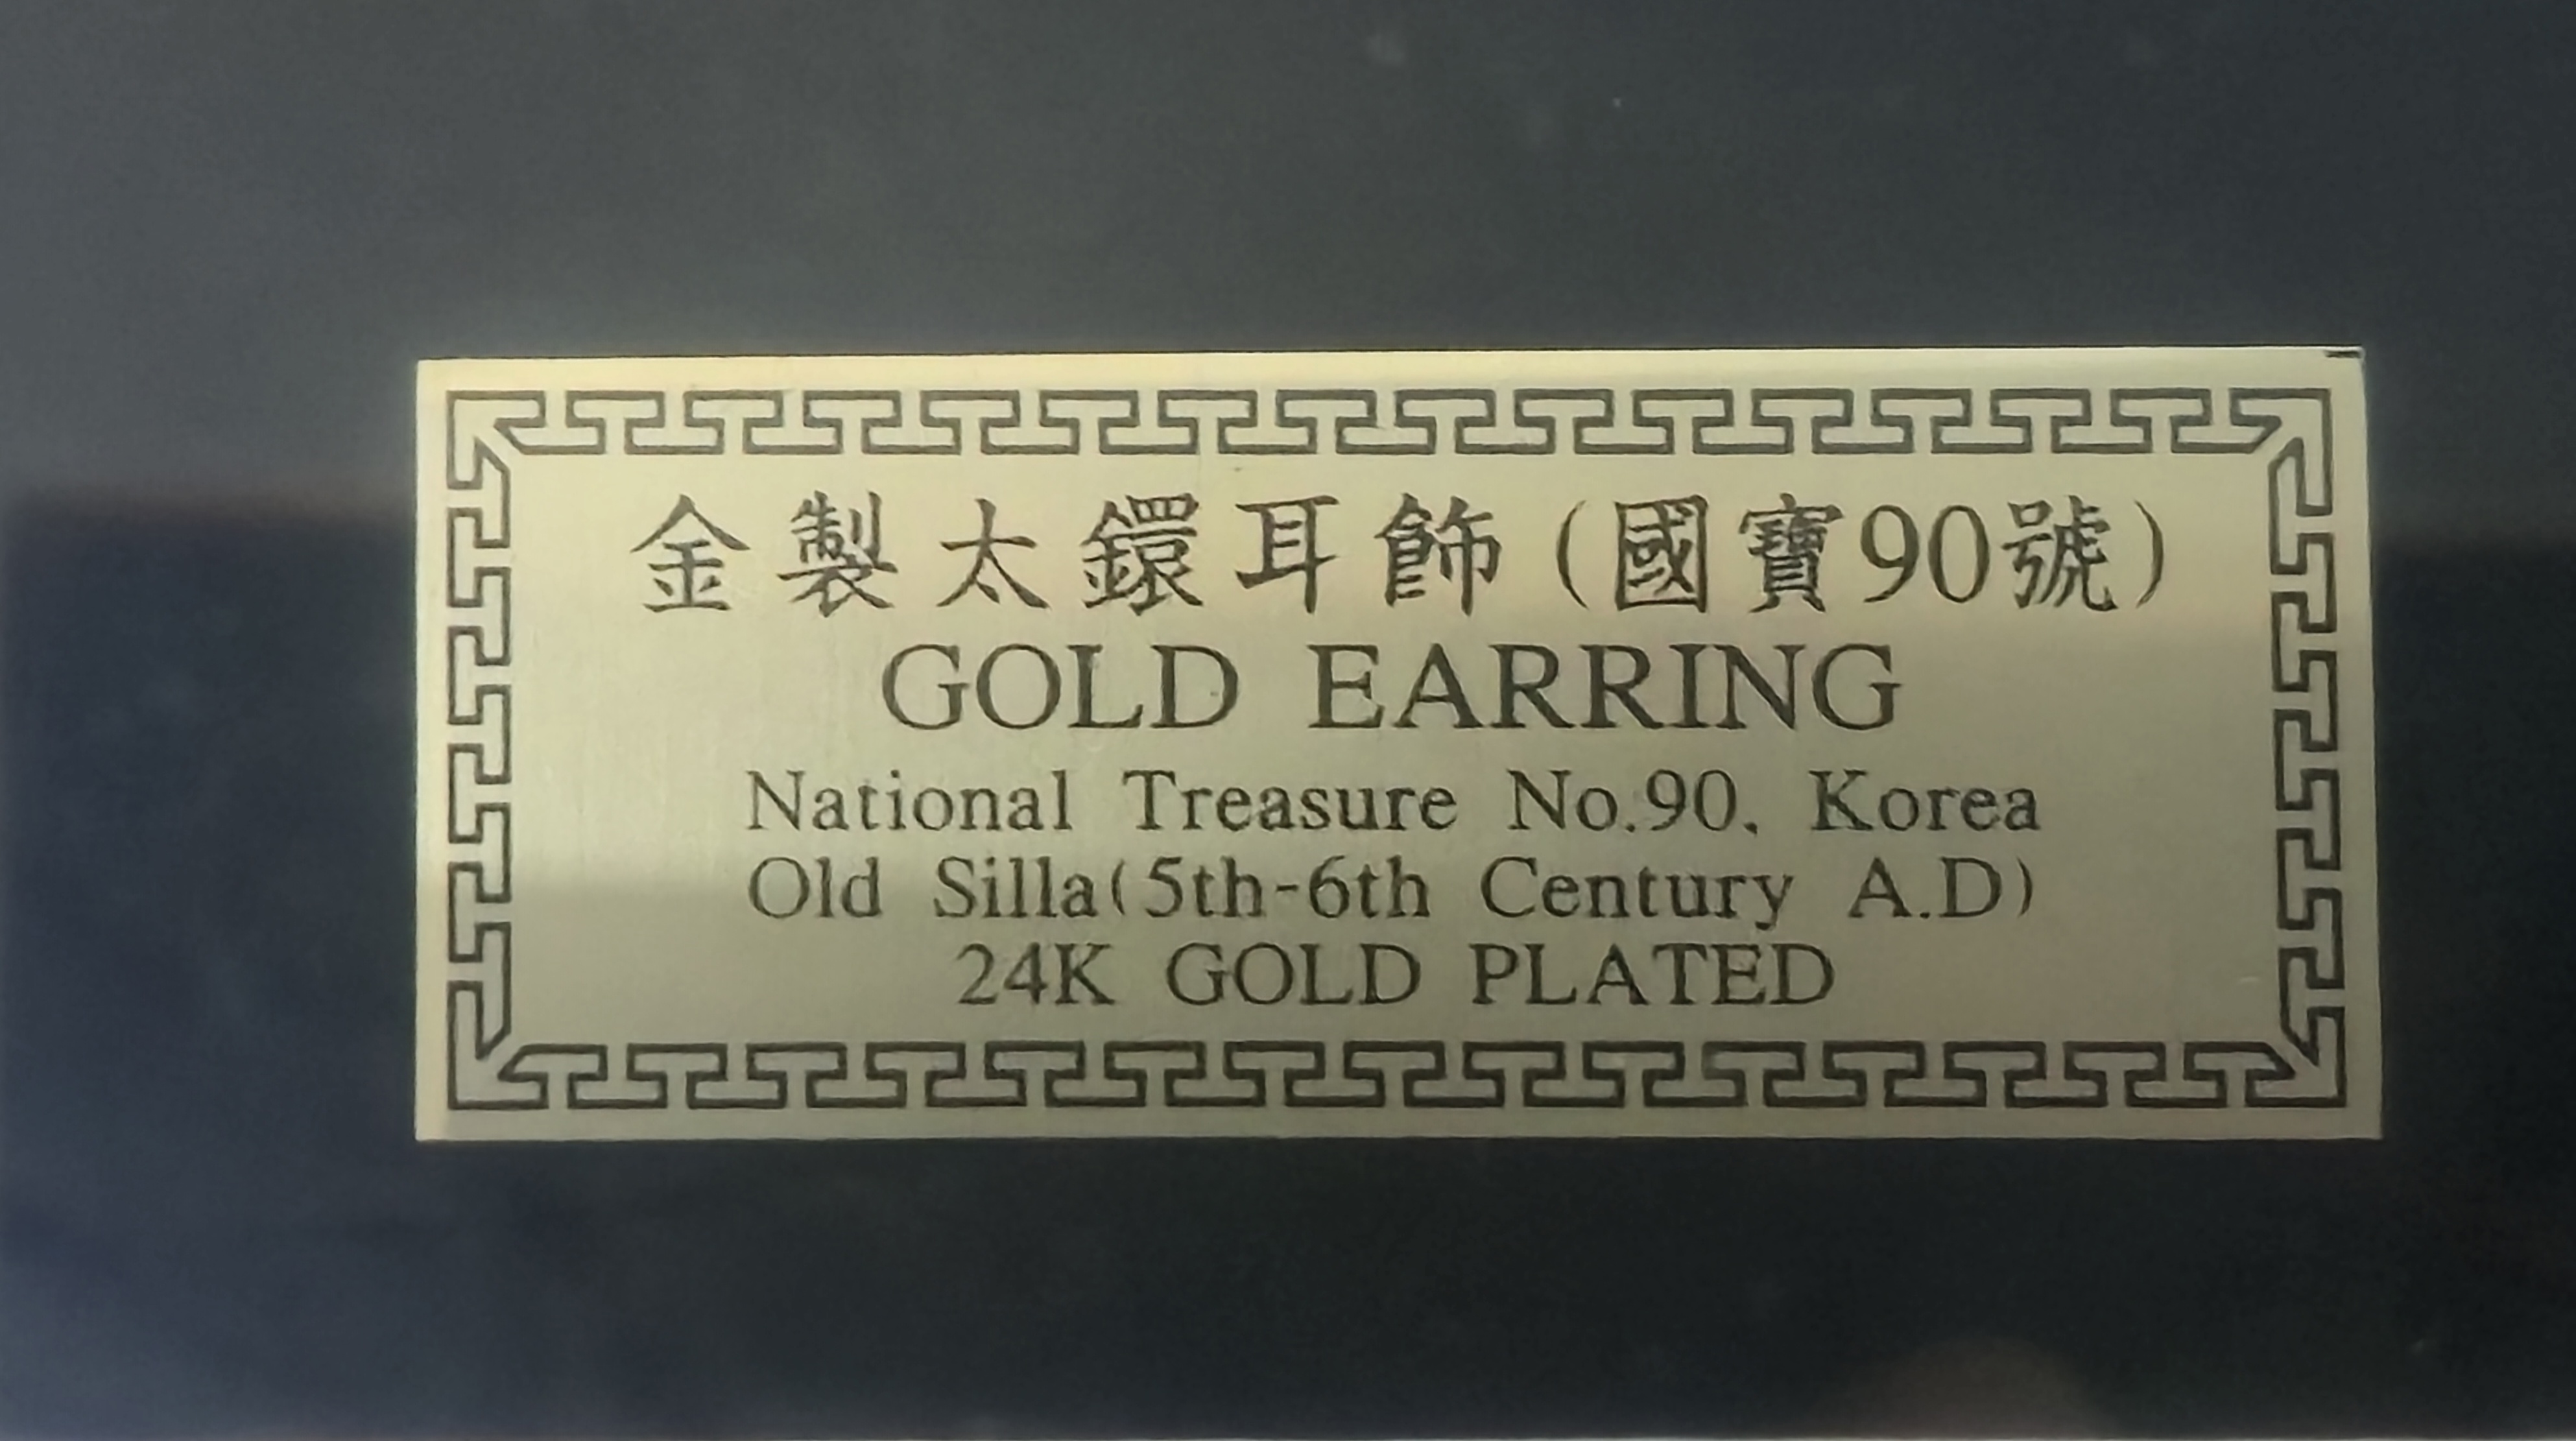 金製太鐶耳飾(國寶90號)
GOLD EARRING
National Treasure No.90. Korea
Old Silla(5th-6th Century A.D)
24K GOLD PLATED